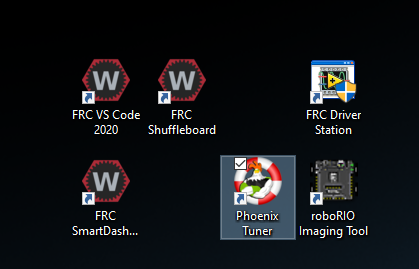 W
W
FRC VS Code
2020
FRC
Shuffleboard
FRC Driver
Station
W
FRC
SmartDash...
Phoenix
Tuner
roboRIO
Imaging Tool